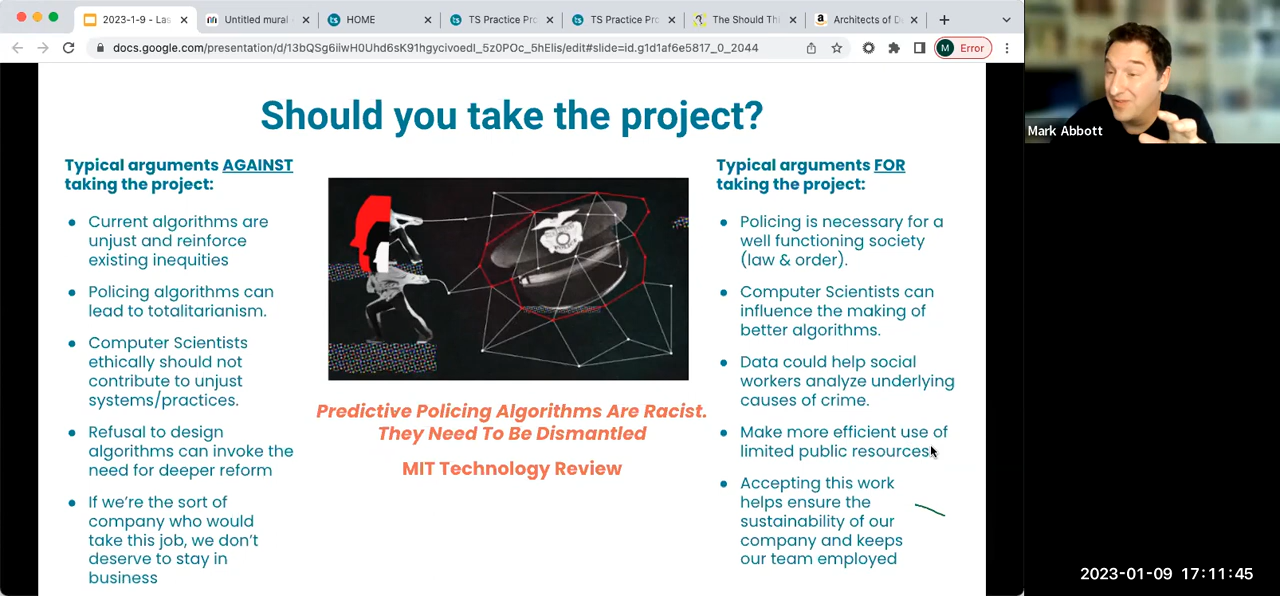 2023-1-9 - Las
Untitled mural
HOME
TS Practice Pro
TS Practice Pro
The Should Thi
Architects of De
docs.google.com/presentation/d/13bQSg6ilwH0Uhd6sK91hgycivoedI_5z0POc_5hElis/edit#slide=id.g1d1af6e5817_0_2044
M Error
Should you take the project?
Typical arguments AGAINST
taking the project:
Current algorithms are
unjust and reinforce
existing inequities
Policing algorithms can
lead to totalitarianism.
Computer Scientists
ethically should not
contribute to unjust
systems/practices.
Refusal to design
algorithms can invoke the
need for deeper reform
If we're the sort of
company who would
take this job, we don't
deserve to stay in
business
Predictive Policing Algorithms Are Racist.
They Need To Be Dismantled
MIT Technology Review
Typical arguments FOR
taking the project:
Policing is necessary for a
well functioning society
(law & order).
Computer Scientists can
influence the making of
better algorithms.
Data could help social
workers analyze underlying
causes of crime.
Make more efficient use of
limited public resources
Accepting this work
helps ensure the
sustainability of our
company and keeps
our team employed
Mark Abbott
2023-01-09 17:11:45